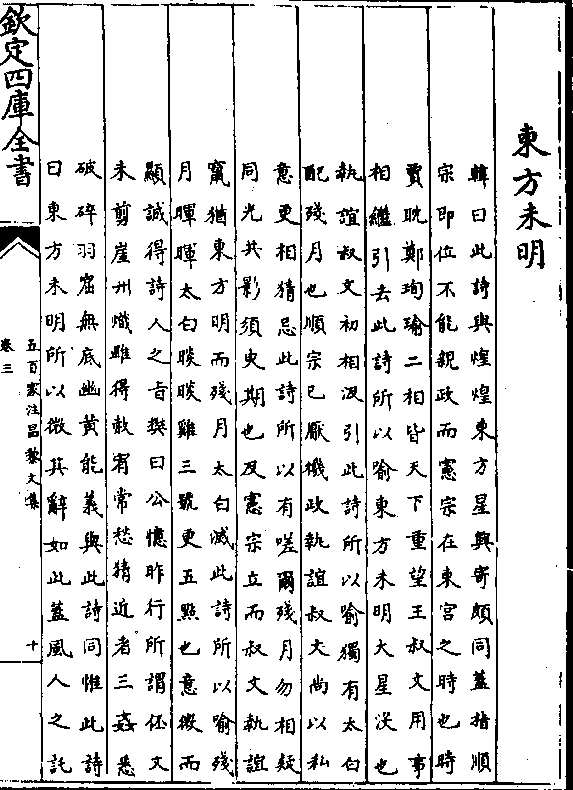 東方未明
韓曰此詩與煌煌東方星興寄頗同蓋指順
宗即位不能親政而憲宗在東宮之時也時
賈耽鄭珣瑜二相皆天下重望王叔文用事
相繼引去此詩所以喻東方未明大星沒也
執誼叔文初相汲引此詩所以喻獨有太白
配殘月也順宗已厭機政執誼叔文尚以私
意更相猜忌此詩所以有嗟爾殘月勿相疑
同光共影須臾期也及憲宗立而叔文執誼
竄猶東方明而殘月太白滅此詩所以喻殘
月暉暉太白睒睒雞三號更五點也意微而
顯誠得詩人之旨樊曰公憶昨行所謂伾文
未剪崖州熾雖得赦宥常愁猜近者三姦悉
破碎羽窟無底幽黄能義與此詩同惟此詩
曰東方未明所以微其辭如此蓋風人之託
欽定四庫全書
五百家注昌黎文集
卷三
十